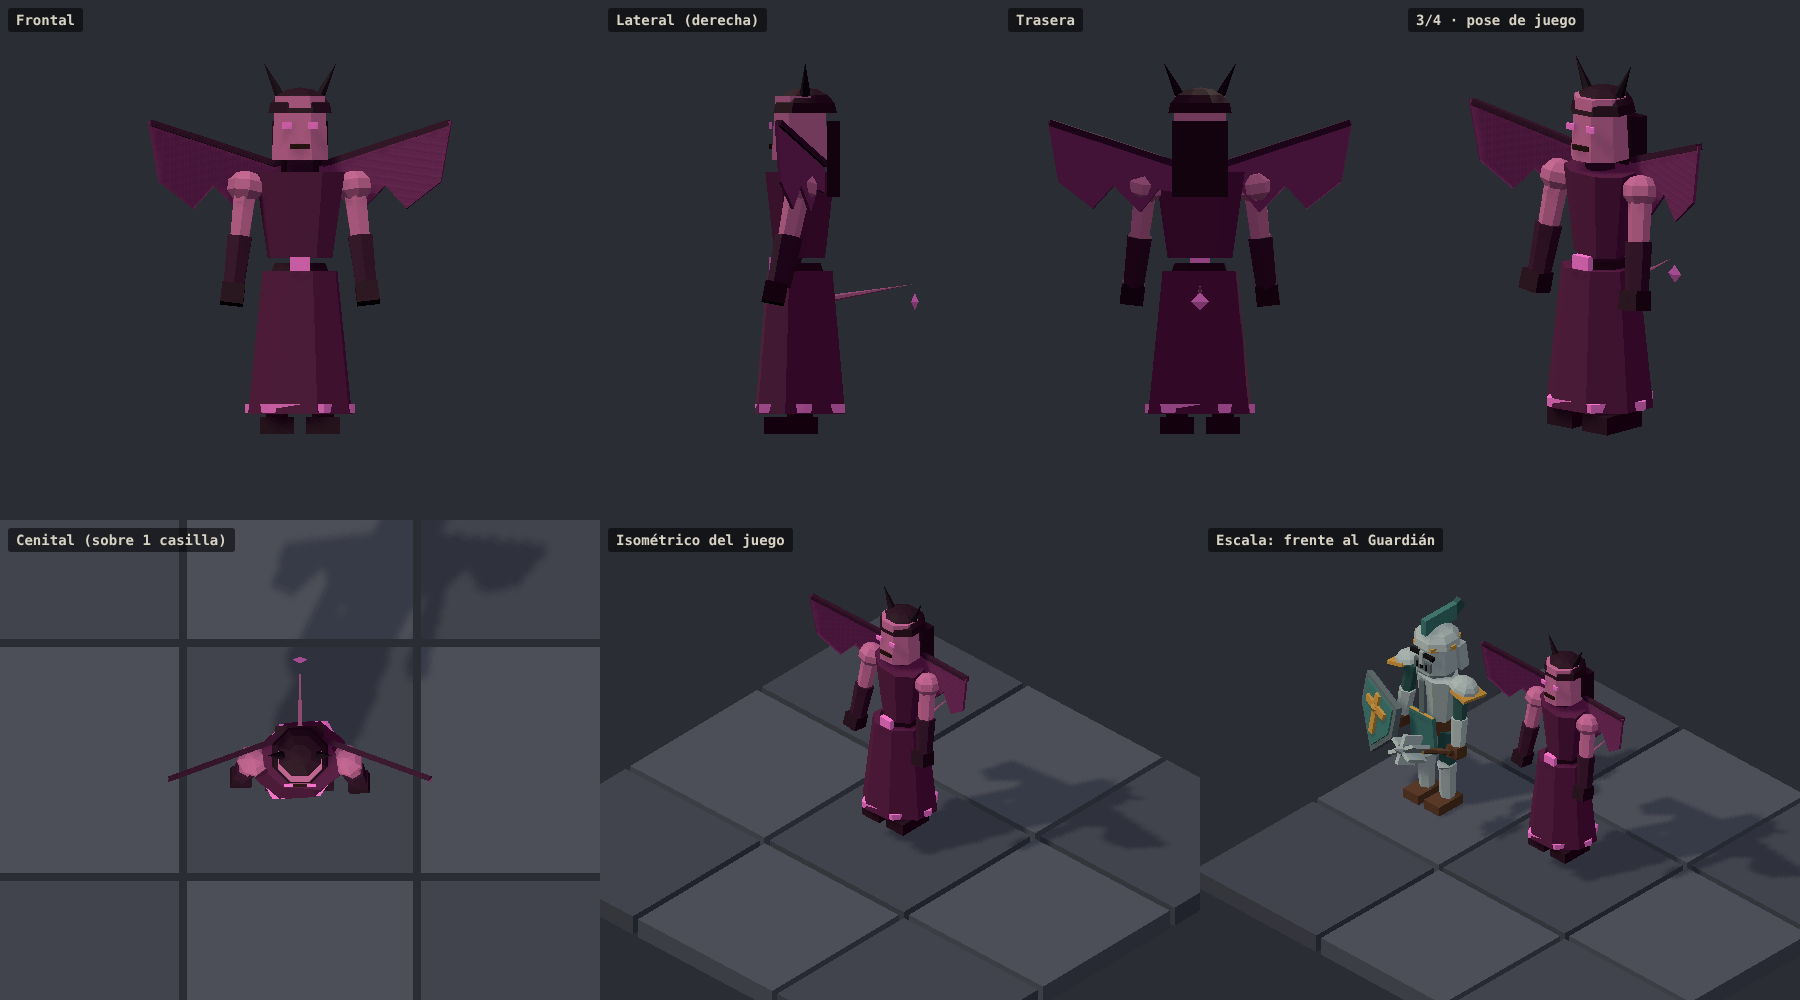 Frontal
Lateral (derecha)
Trasera
3/4 · pose de juego
Cenital (sobre 1 casilla)
Isométrico del juego
Escala: frente al Guardián